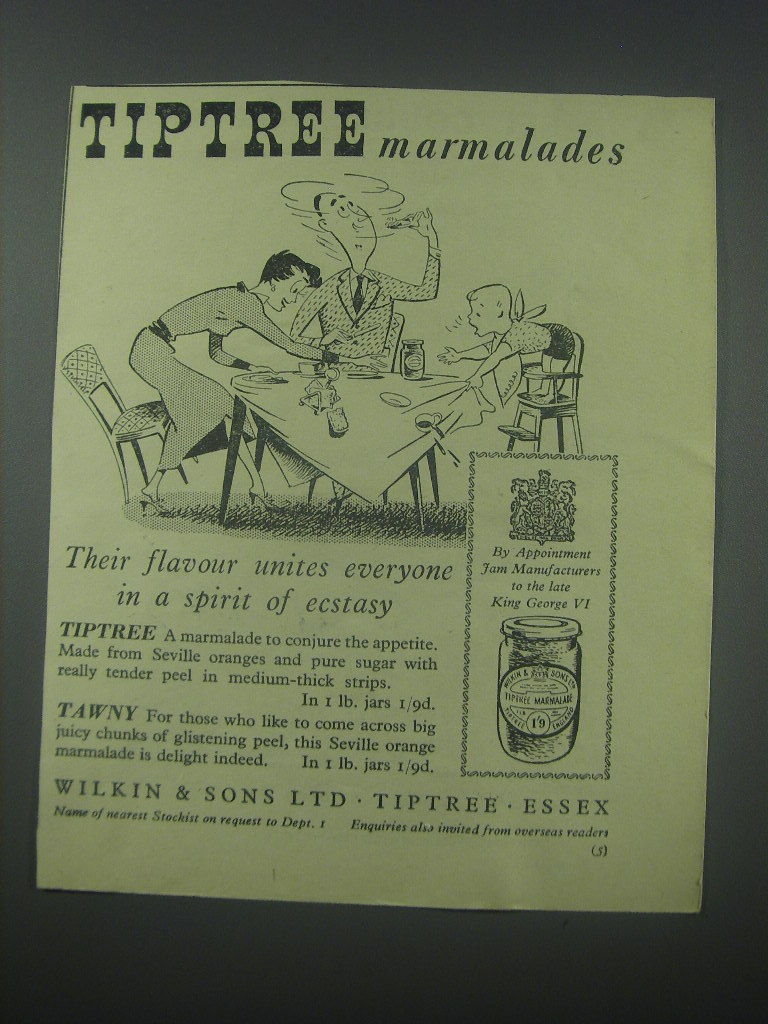 TIPTREE marmalades
By Appointment
Jam Manufacturers
to the late
King George VI
WILKIN & SONS LTD
TIPTREE MARMALADE
TIPTREE 1'9 ENGLAND
Their flavour unites everyone
in a spirit of ecstasy
TIPTREE A marmalade to conjure the appetite.
Made from Seville oranges and pure sugar with
really tender peel in medium-thick strips.
In 1 lb. jars 1/9d.
TAWNY For those who like to come across big
juicy chunks of glistening peel, this Seville orange
marmalade is delight indeed. In 1 lb. jars 1/9d.
WILKIN & SONS LTD · TIPTREE · ESSEX
Name of nearest Stockist on request to Dept. 1 Enquiries also invited from overseas readers
(5)